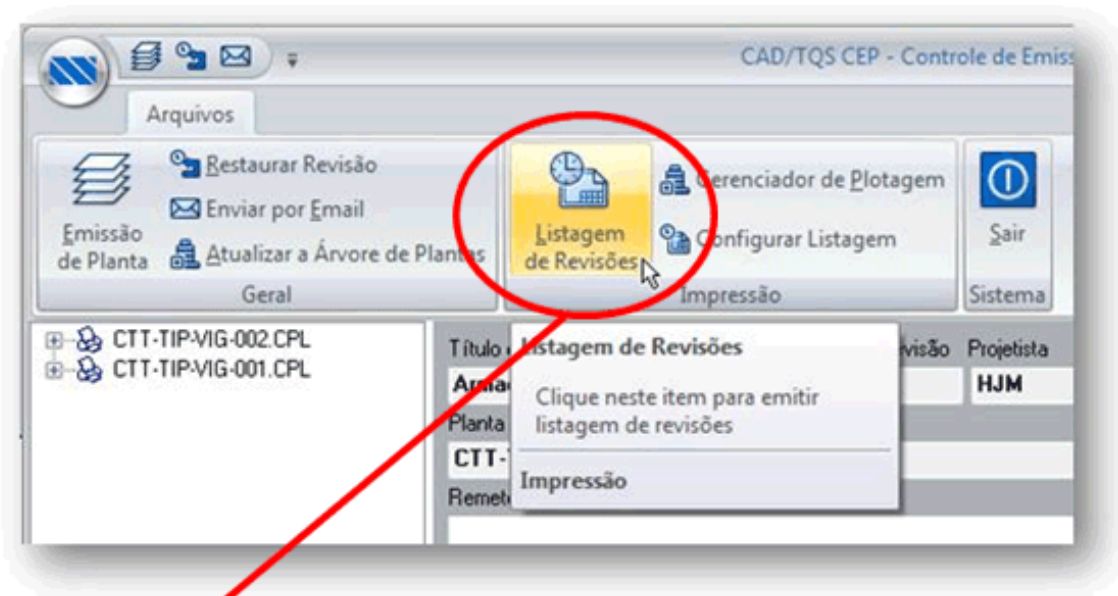 CAD/TQS CEP - Controle de Emiss
Arquivos
Emissão
de Planta
Restaurar Revisão
Enviar por Email
Atualizar a Árvore de Plantas
Geral
Listagem
de Revisões
Gerenciador de Plotagem
Configurar Listagem
Impressão
Sair
Sistema
CTT-TIP-VIG-002.CPL
CTT-TIP-VIG-001.CPL
Título
visão
Projetista
HJM
Planta
CTT-
Listagem de Revisões
Clique neste item para emitir
listagem de revisões
Impressão